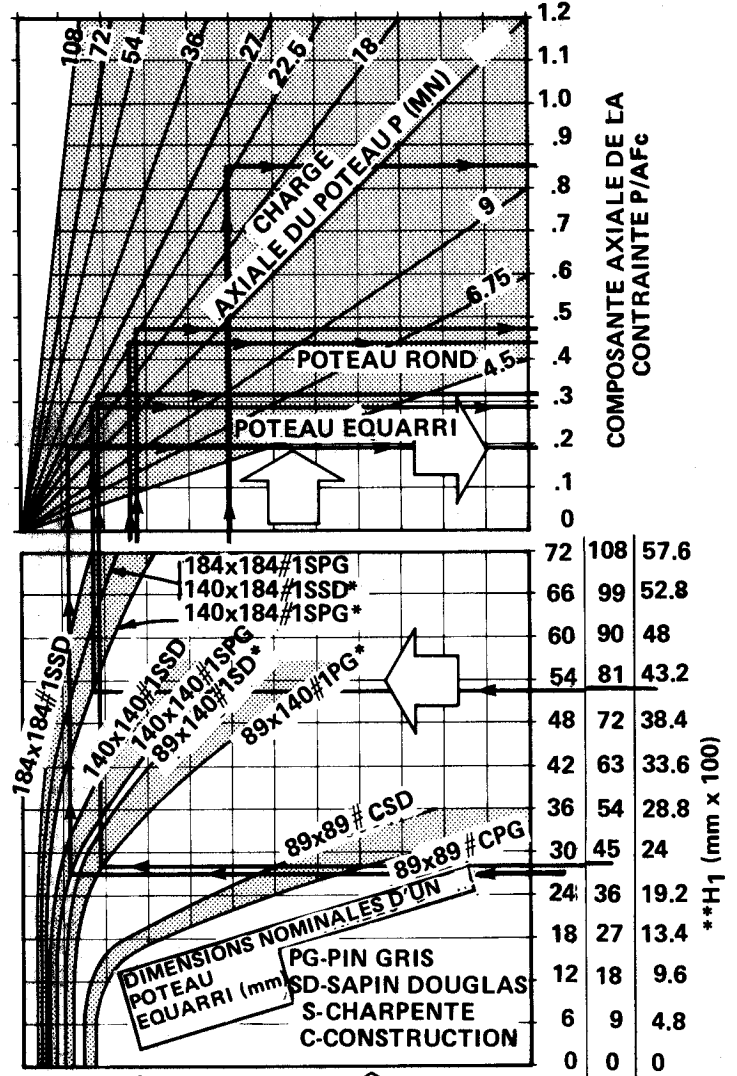 108
72
54
36
27
22.5
18
CHARGE
AXIALE DU POTEAU P (MN)
9
6.75
4.5
POTEAU ROND
POTEAU EQUARRI
1.2
1.1
1.0
.9
.8
.7
.6
.5
.4
.3
.2
.1
0
COMPOSANTE AXIALE DE LA
CONTRAINTE P/AFc
184x184#1SPG
140x184#1SSD*
140x184#1SPG*
184x184#1SSD
140x140#1SSD
140x140#1SPG
89x140#1SD*
89x140#1PG*
89x89# CSD
89x89# CPG
DIMENSIONS NOMINALES D'UN
POTEAU
EQUARRI (mm)
PG-PIN GRIS
SD-SAPIN DOUGLAS
S-CHARPENTE
C-CONSTRUCTION
72 108 57.6
66 99 52.8
60 90 48
54 81 43.2
48 72 38.4
42 63 33.6
36 54 28.8
30 45 24
24 36 19.2
18 27 13.4
12 18 9.6
6 9 4.8
0 0 0
**H1 (mm x 100)